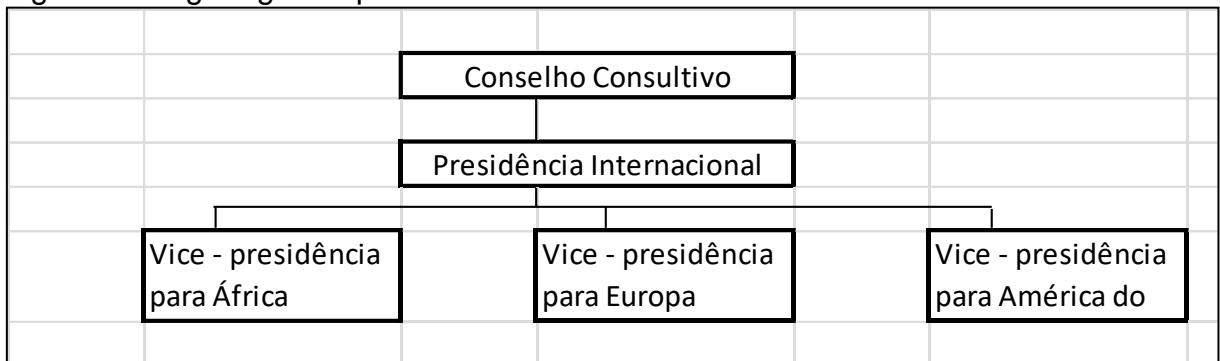 Conselho Consultivo
Presidência Internacional
Vice - presidência
para África
Vice - presidência
para Europa
Vice - presidência
para América do